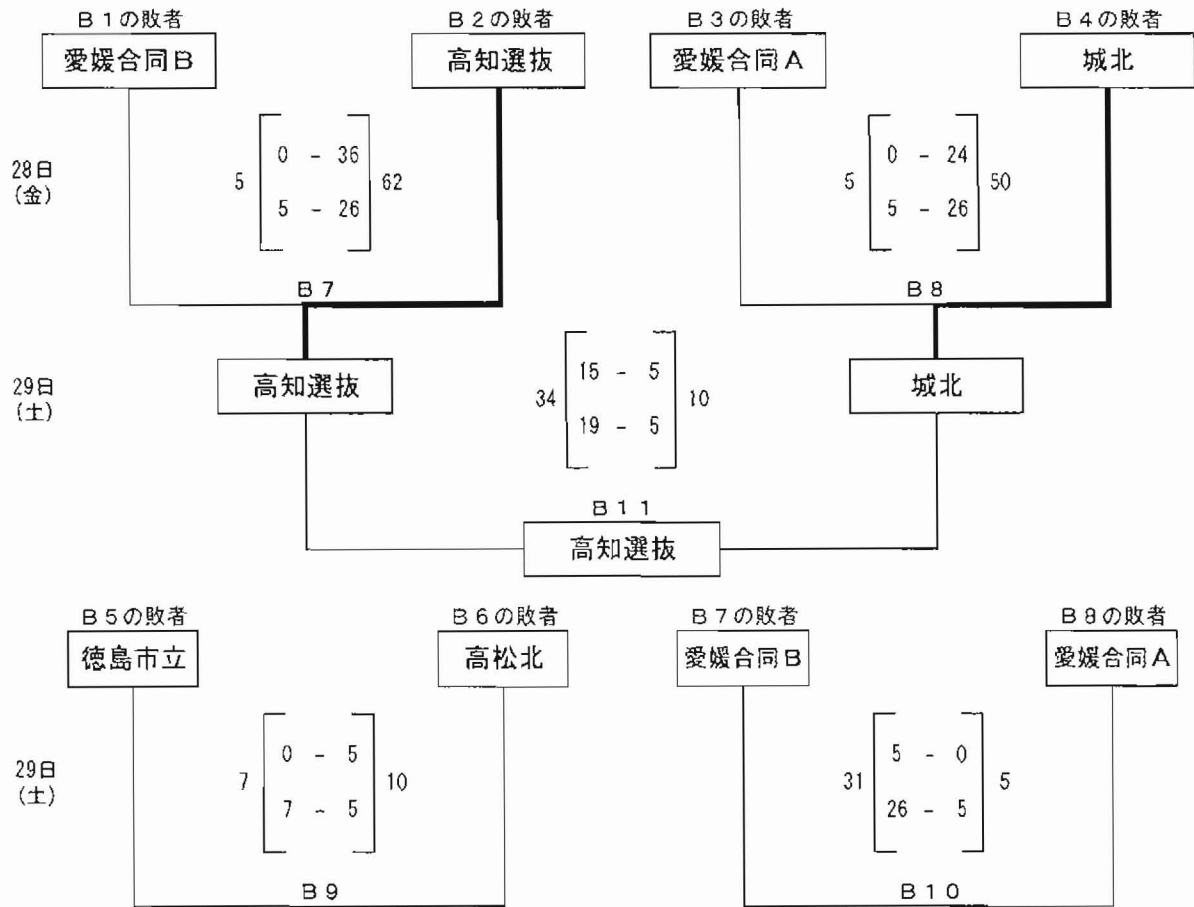 B1の敗者 B2の敗者 B3の敗者 B4の敗者
愛媛合同B 高知選抜 愛媛合同A 城北
28日
(金)
0 - 36
5 62
5 - 26
0 - 24
5 50
5 - 26
B7 B8
29日
(土)
高知選抜 城北
15 - 5
34 10
19 - 5
B11
高知選抜
B5の敗者 B6の敗者 B7の敗者 B8の敗者
徳島市立 高松北 愛媛合同B 愛媛合同A
29日
(土)
0 - 5
7 10
7 - 5
5 - 0
31 5
26 - 5
B9 B10